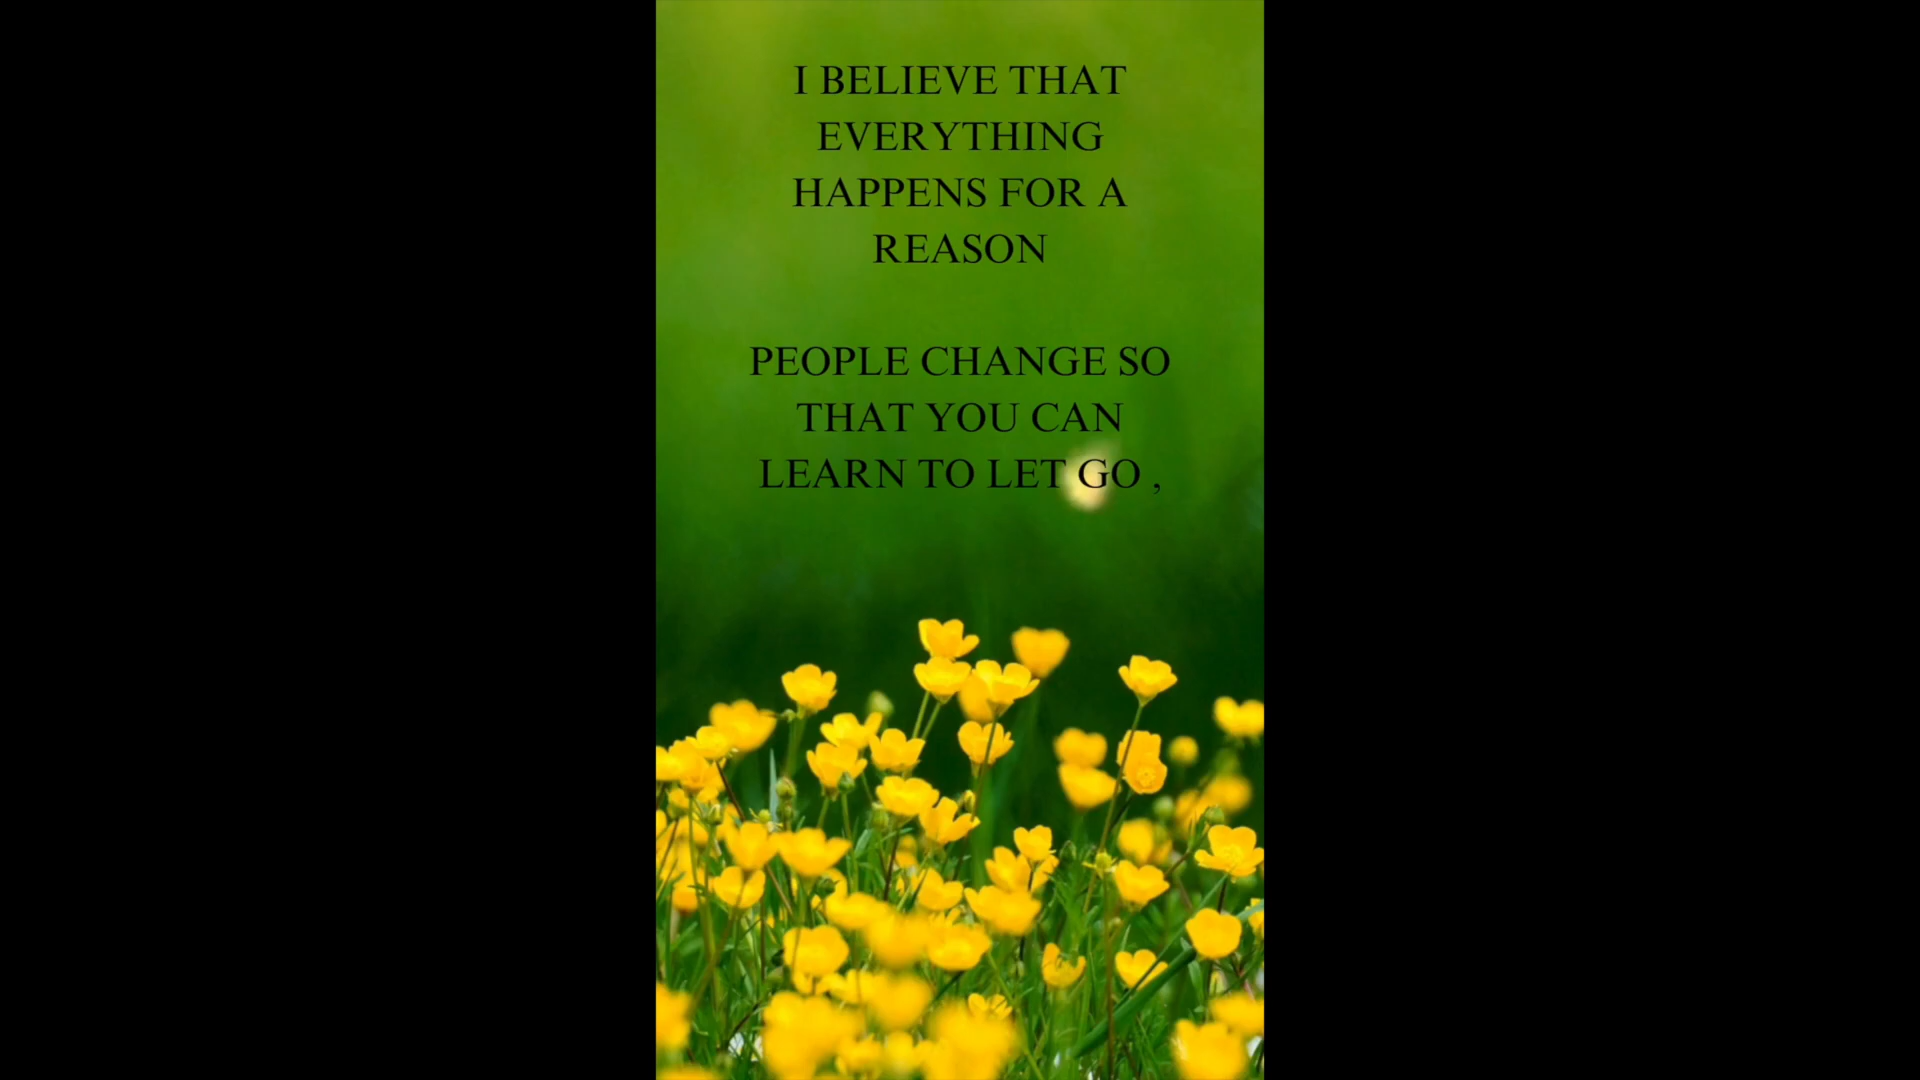 I BELIEVE THAT
EVERYTHING
HAPPENS FOR A
REASON
PEOPLE CHANGE SO
THAT YOU CAN
LEARN TO LET GO ,